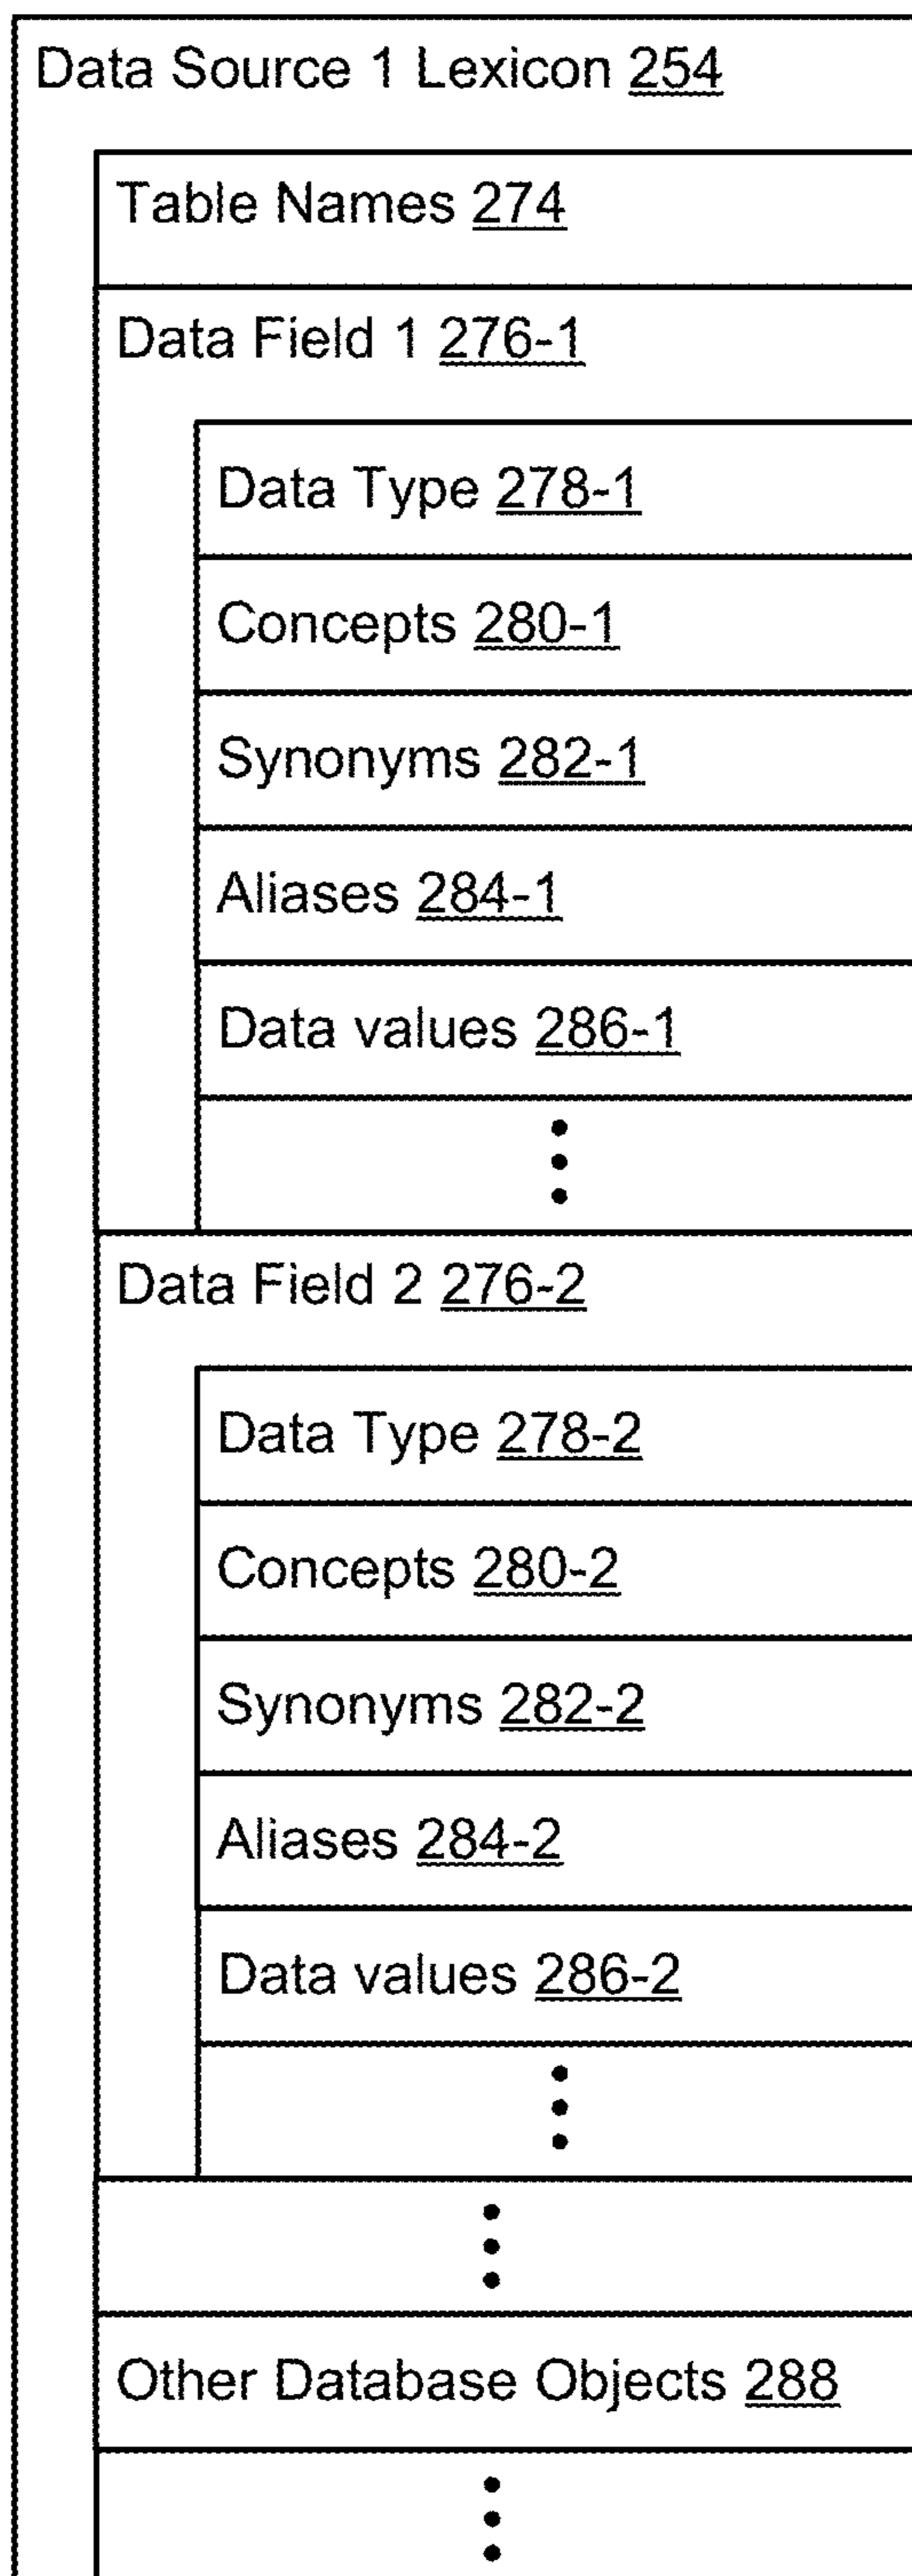 Data Source 1 Lexicon 254
Table Names 274
Data Field 1 276-1
Data Type 278-1
Concepts 280-1
Synonyms 282-1
Aliases 284-1
Data values 286-1
Data Field 2 276-2
Data Type 278-2
Concepts 280-2
Synonyms 282-2
Aliases 284-2
Data values 286-2
Other Database Objects 288